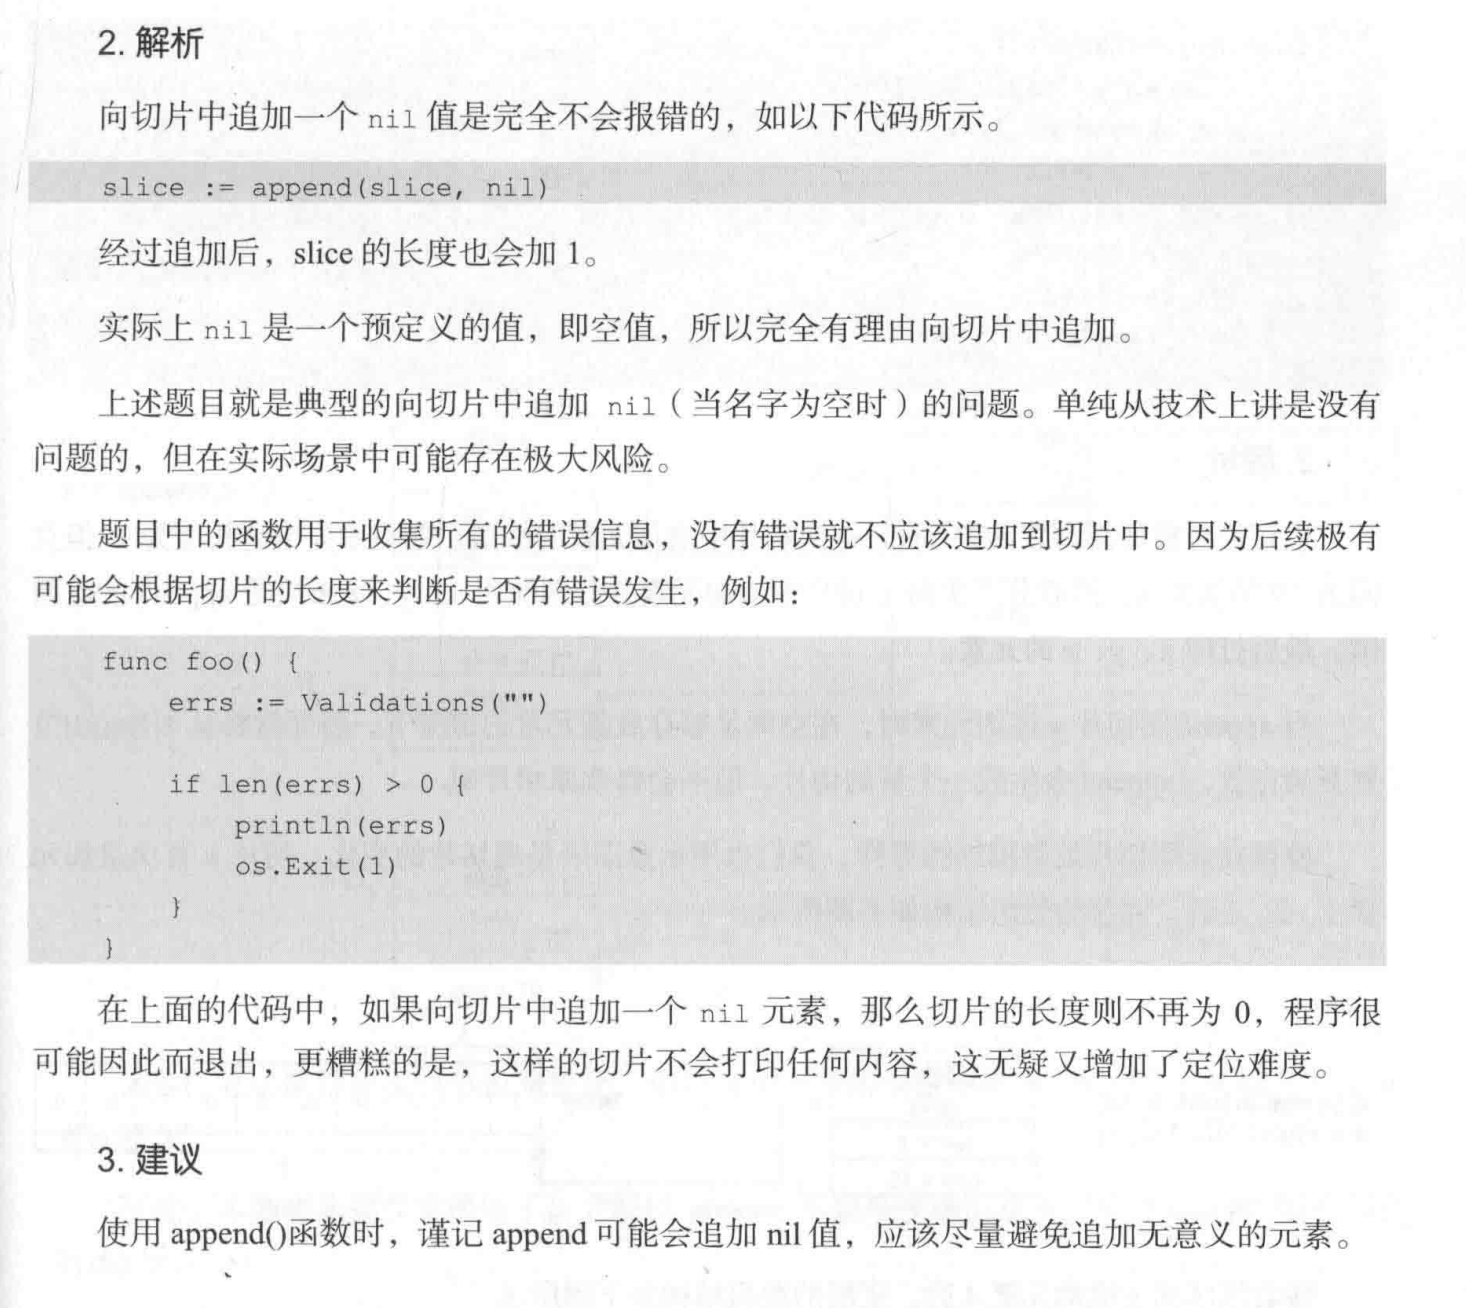 2. 解析
向切片中追加一个 nil 值是完全不会报错的，如以下代码所示。
slice := append(slice, nil)
经过追加后，slice 的长度也会加 1。
实际上 nil 是一个预定义的值，即空值，所以完全有理由向切片中追加。
上述题目就是典型的向切片中追加 nil（当名字为空时）的问题。单纯从技术上讲是没有
问题的，但在实际场景中可能存在极大风险。
题目中的函数用于收集所有的错误信息，没有错误就不应该追加到切片中。因为后续极有
可能会根据切片的长度来判断是否有错误发生，例如：
func foo() {
errs := Validations("")
if len(errs) > 0 {
println(errs)
os.Exit(1)
}
}
在上面的代码中，如果向切片中追加一个 nil 元素，那么切片的长度则不再为 0，程序很
可能因此而退出，更糟糕的是，这样的切片不会打印任何内容，这无疑又增加了定位难度。
3. 建议
使用 append()函数时，谨记 append 可能会追加 nil 值，应该尽量避免追加无意义的元素。